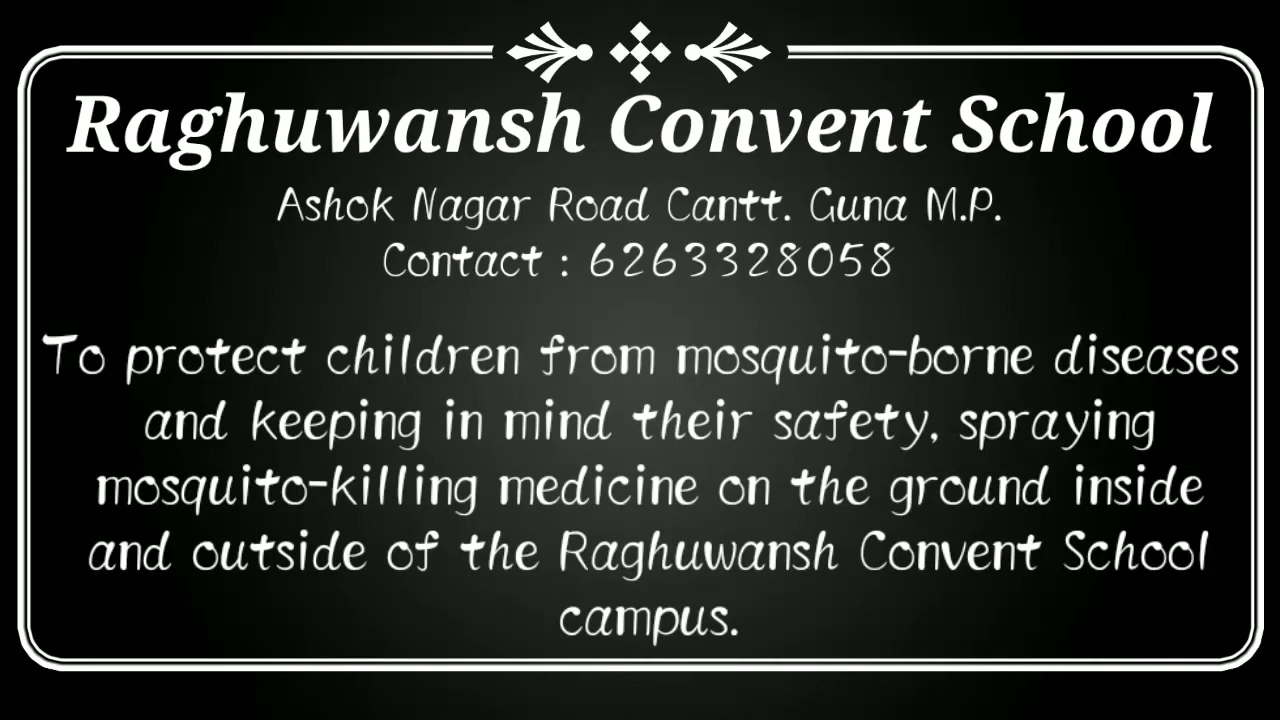 Raghuwansh Convent School
Ashok Nagar Road Cantt. Guna M.P.
Contact : 6263328058
To protect children from mosquito-borne diseases
and keeping in mind their safety, spraying
mosquito-killing medicine on the ground inside
and outside of the Raghuwansh Convent School
campus.